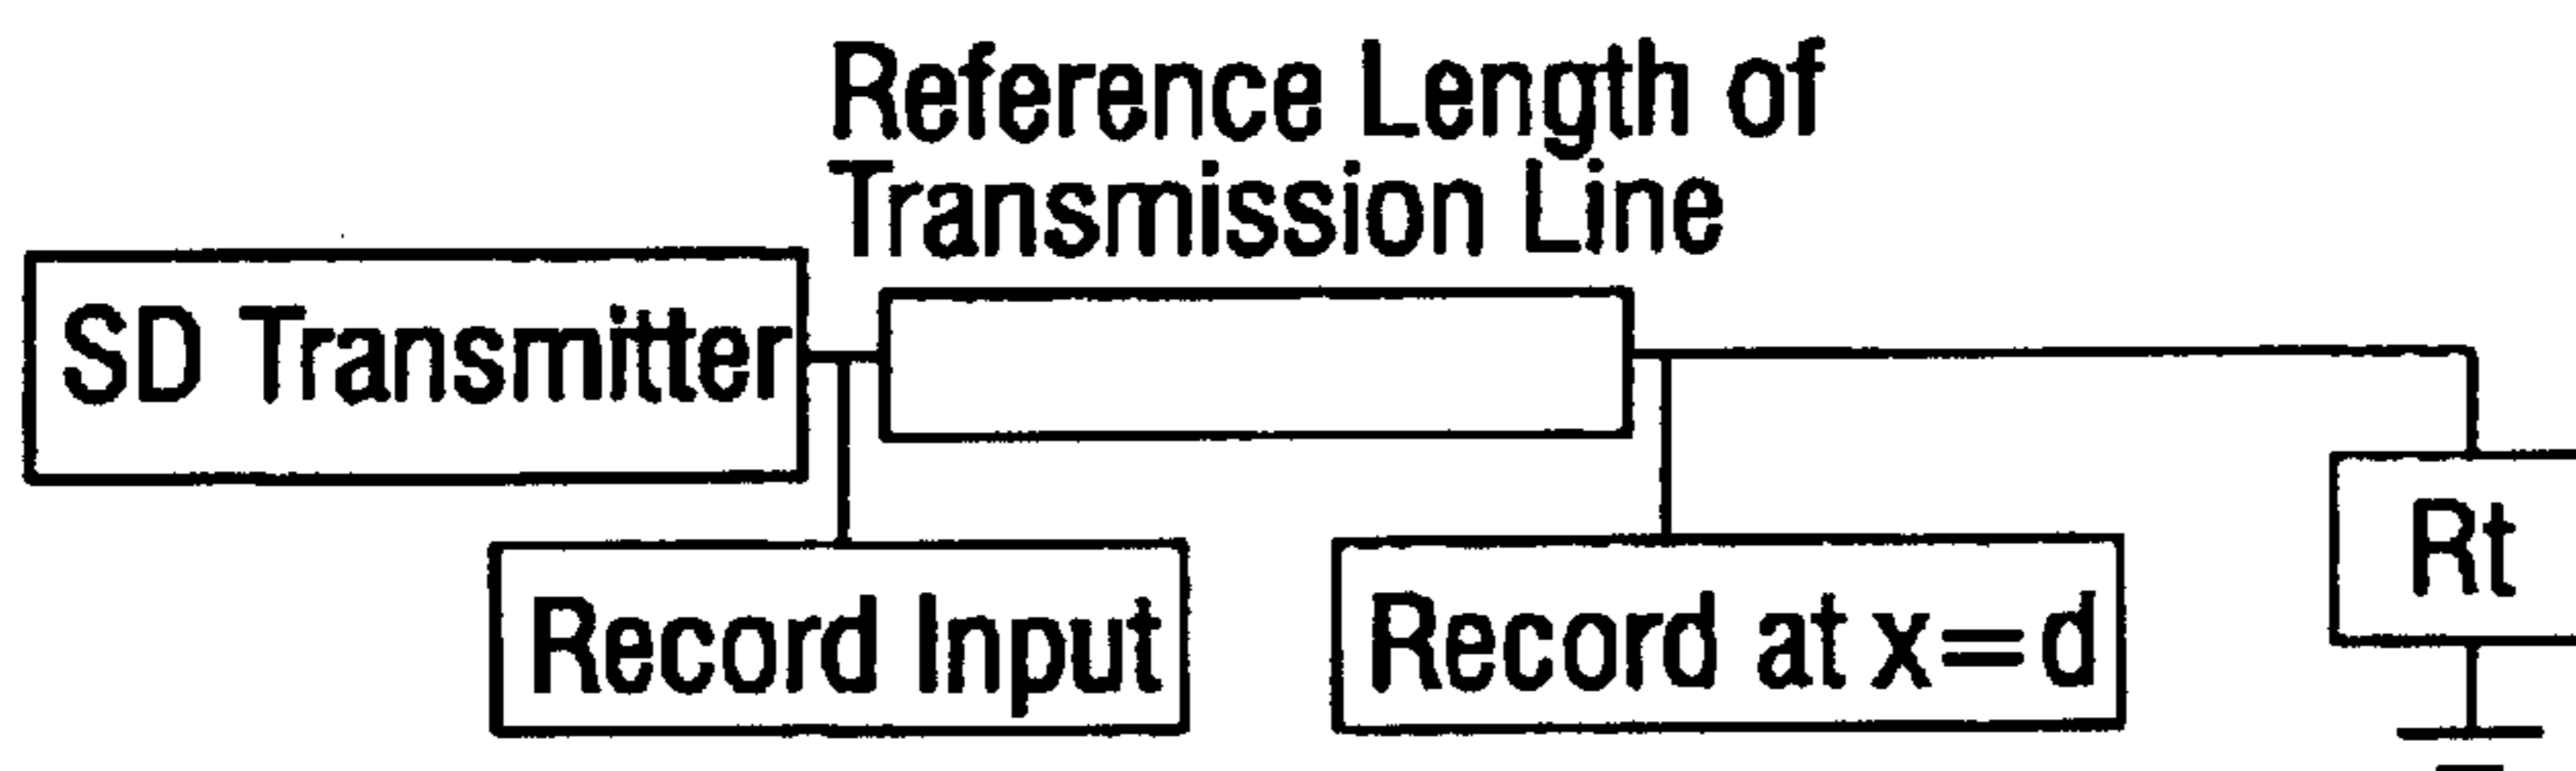 Reference Length of
Transmission Line
SD Transmitter
Record Input
Record at x=d
Rt